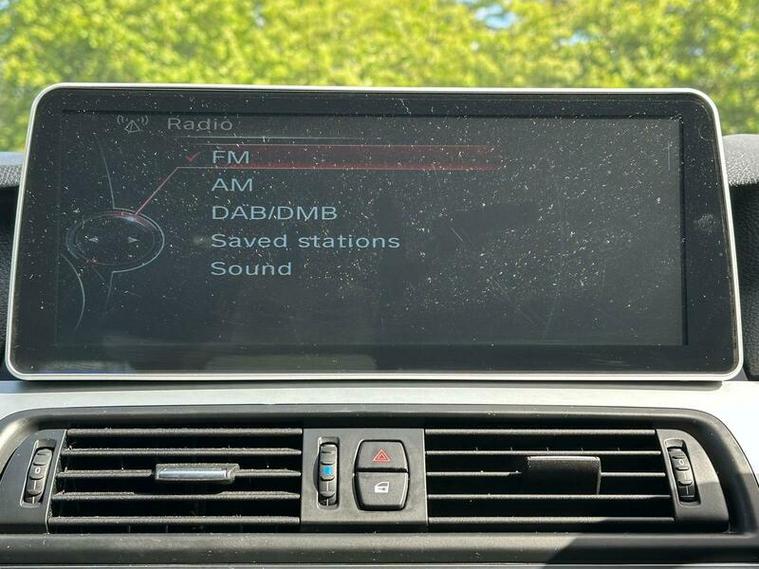 Radio
FM
AM
DAB/DMB
Saved stations
Sound